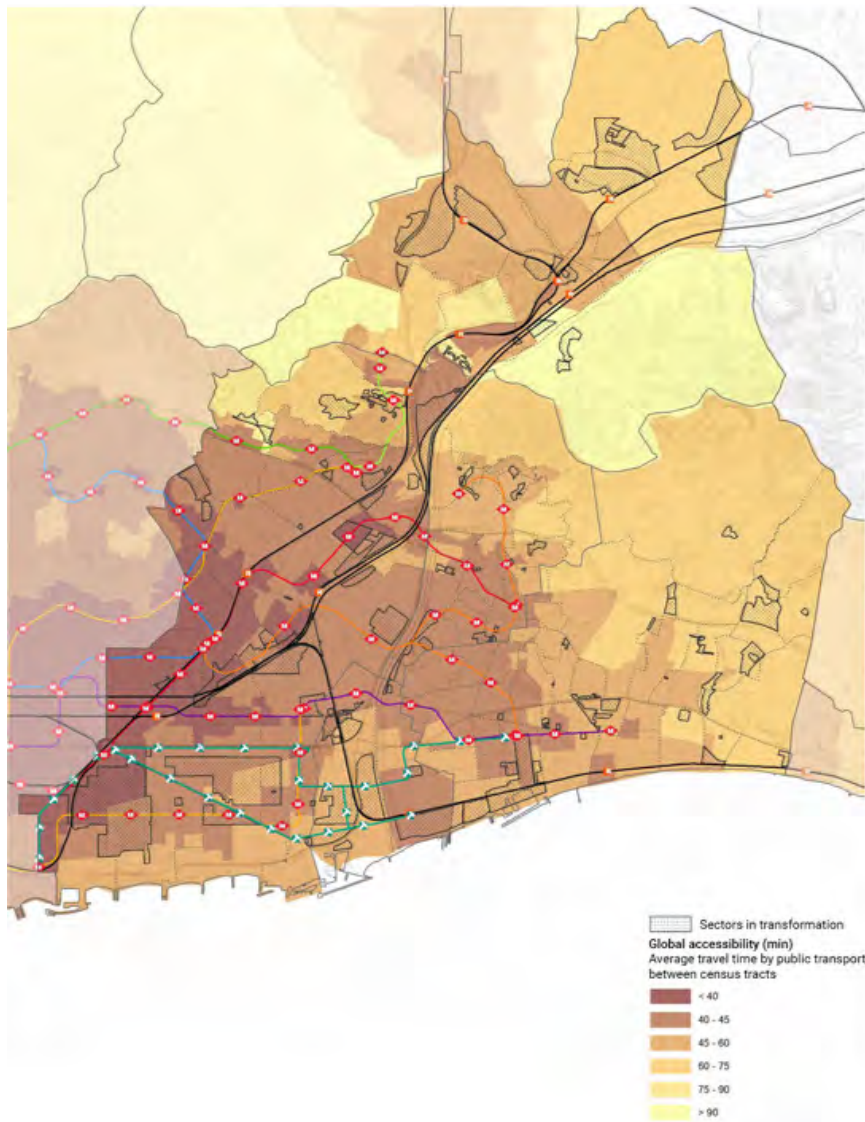 Sectors in transformation
Global accessibility (min)
Average travel time by public transport
between census tracts
< 40
40 - 45
45 - 60
60 - 75
75 - 90
> 90